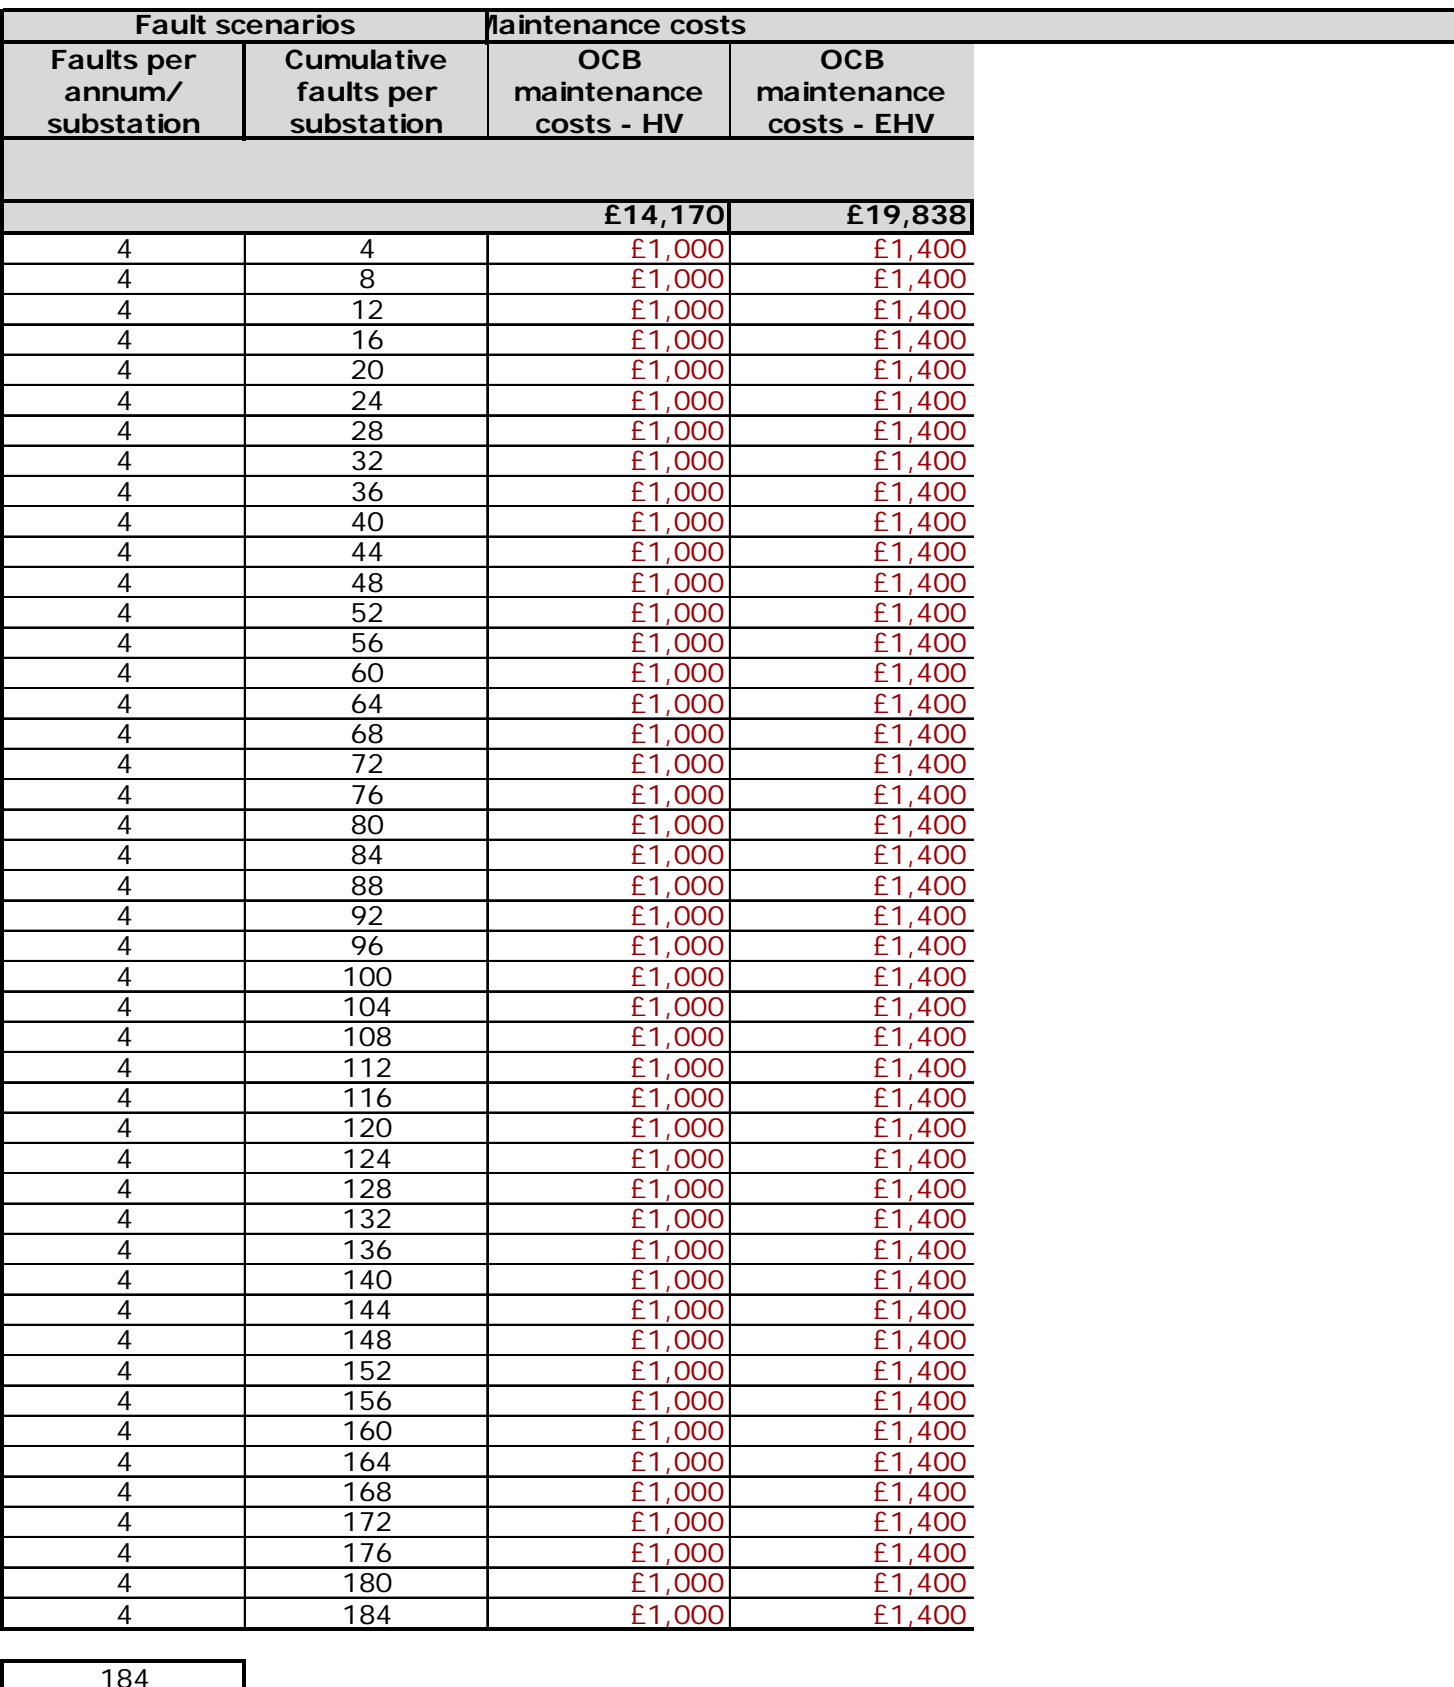 Fault scenarios Maintenance costs
Faults per annum/ substation Cumulative faults per substation OCB maintenance costs - HV OCB maintenance costs - EHV
£14,170 £19,838
4 4 £1,000 £1,400
4 8 £1,000 £1,400
4 12 £1,000 £1,400
4 16 £1,000 £1,400
4 20 £1,000 £1,400
4 24 £1,000 £1,400
4 28 £1,000 £1,400
4 32 £1,000 £1,400
4 36 £1,000 £1,400
4 40 £1,000 £1,400
4 44 £1,000 £1,400
4 48 £1,000 £1,400
4 52 £1,000 £1,400
4 56 £1,000 £1,400
4 60 £1,000 £1,400
4 64 £1,000 £1,400
4 68 £1,000 £1,400
4 72 £1,000 £1,400
4 76 £1,000 £1,400
4 80 £1,000 £1,400
4 84 £1,000 £1,400
4 88 £1,000 £1,400
4 92 £1,000 £1,400
4 96 £1,000 £1,400
4 100 £1,000 £1,400
4 104 £1,000 £1,400
4 108 £1,000 £1,400
4 112 £1,000 £1,400
4 116 £1,000 £1,400
4 120 £1,000 £1,400
4 124 £1,000 £1,400
4 128 £1,000 £1,400
4 132 £1,000 £1,400
4 136 £1,000 £1,400
4 140 £1,000 £1,400
4 144 £1,000 £1,400
4 148 £1,000 £1,400
4 152 £1,000 £1,400
4 156 £1,000 £1,400
4 160 £1,000 £1,400
4 164 £1,000 £1,400
4 168 £1,000 £1,400
4 172 £1,000 £1,400
4 176 £1,000 £1,400
4 180 £1,000 £1,400
4 184 £1,000 £1,400
184